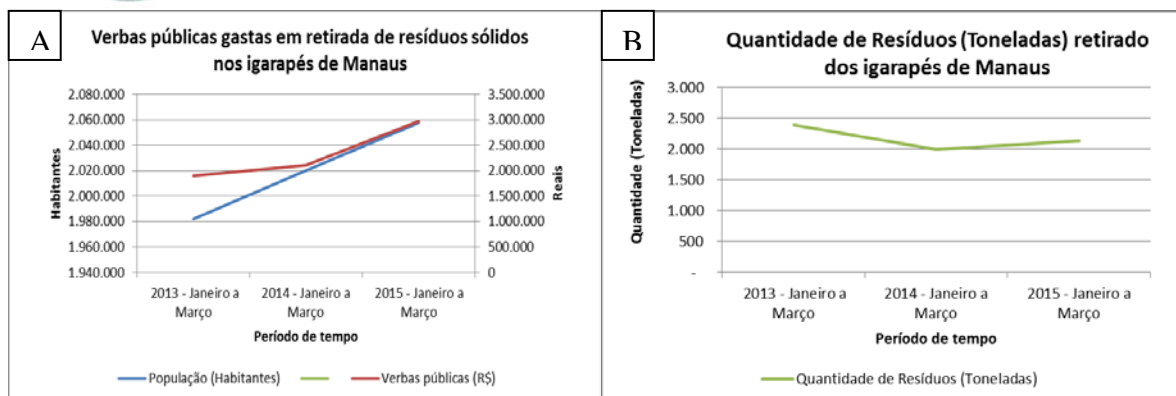 A
Verbas públicas gastas em retirada de resíduos sólidos
nos igarapés de Manaus
2.080.000
2.060.000
2.040.000
2.020.000
2.000.000
1.980.000
1.960.000
1.940.000
Habitantes
3.500.000
3.000.000
2.500.000
2.000.000
1.500.000
1.000.000
500.000
0
Reais
2013 - Janeiro a
Março
2014 - Janeiro a
Março
2015 - Janeiro a
Março
Período de tempo
População (Habitantes)
Verbas públicas (R$)
B
Quantidade de Resíduos (Toneladas) retirado
dos igarapés de Manaus
3.000
2.500
2.000
1.500
1.000
500
-
Quantidade (Toneladas)
2013 - Janeiro a
Março
2014 - Janeiro a
Março
2015 - Janeiro a
Março
Período de tempo
Quantidade de Resíduos (Toneladas)